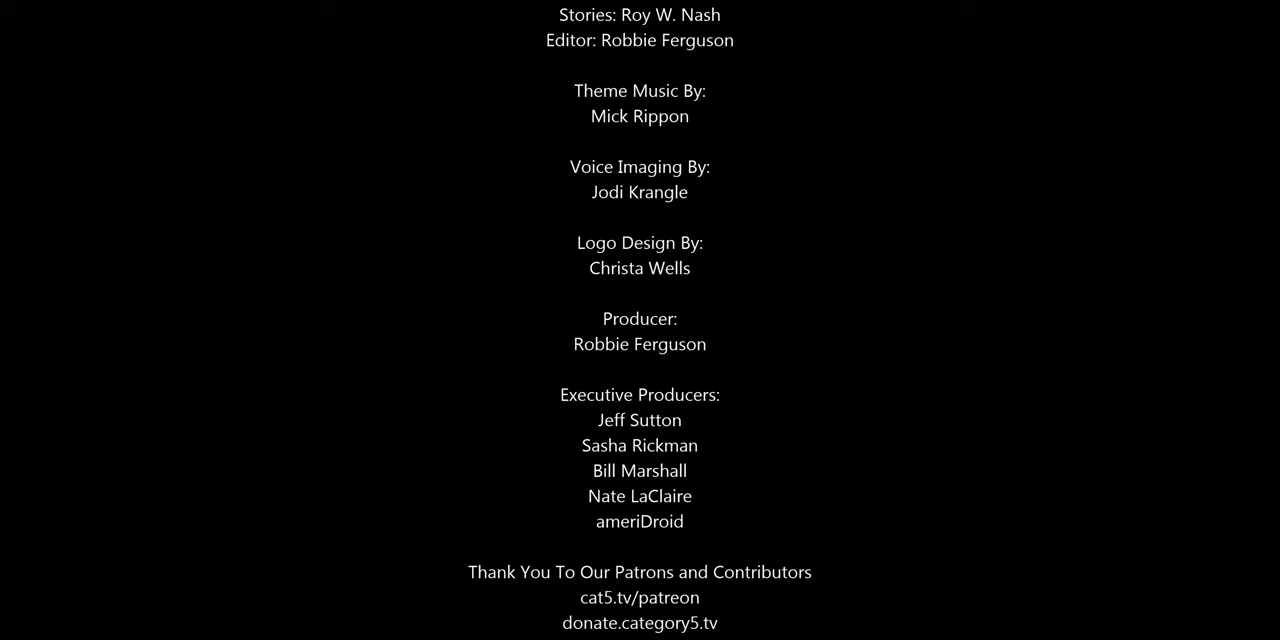 Stories: Roy W. Nash
Editor: Robbie Ferguson
Theme Music By:
Mick Rippon
Voice Imaging By:
Jodi Krangle
Logo Design By:
Christa Wells
Producer:
Robbie Ferguson
Executive Producers:
Jeff Sutton
Sasha Rickman
Bill Marshall
Nate LaClaire
ameriDroid
Thank You To Our Patrons and Contributors
cat5.tv/patreon
donate.category5.tv